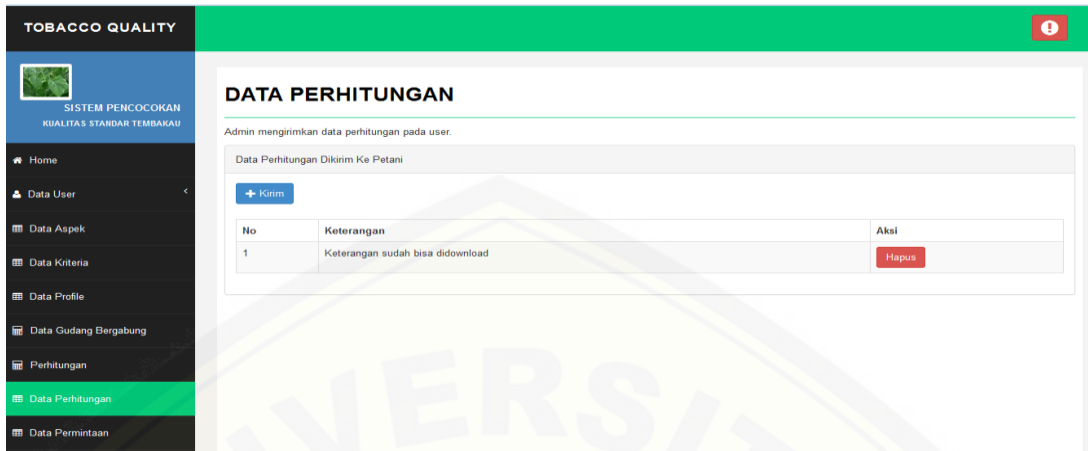 TOBACCO QUALITY
SISTEM PENCOCOKAN
KUALITAS STANDAR TEMBAKAU
Home
Data User
Data Aspek
Data Kriteria
Data Profile
Data Gudang Bergabung
Perhitungan
Data Perhitungan
Data Permintaan
DATA PERHITUNGAN
Admin mengirimkan data perhitungan pada user.
Data Perhitungan Dikirim Ke Petani
Kirim
No Keterangan Aksi
1 Keterangan sudah bisa didownload Hapus
VERSIT